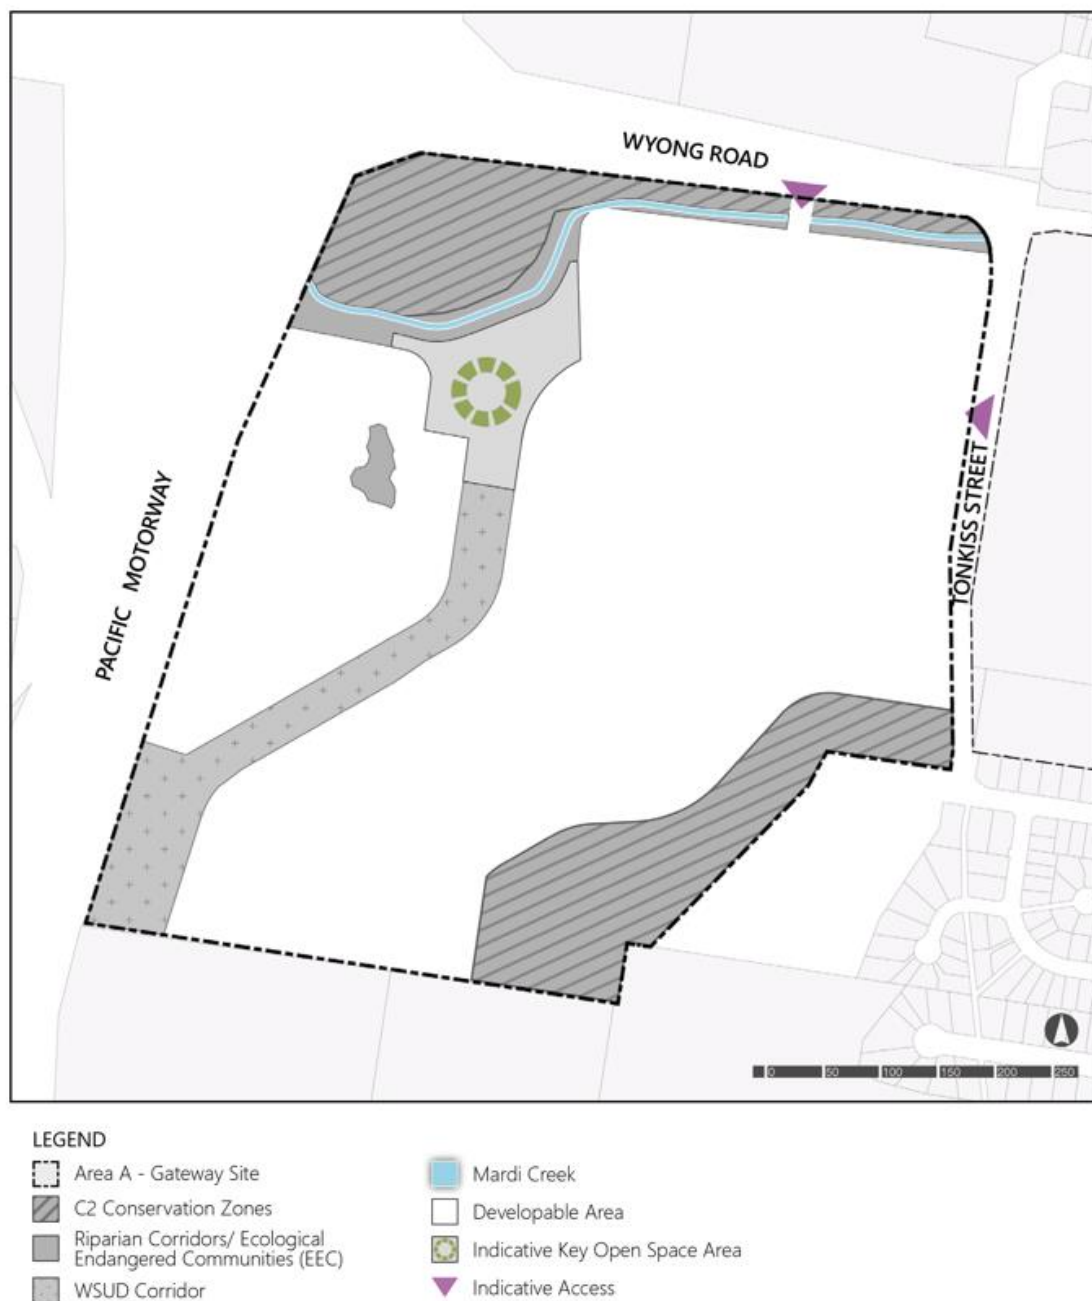 WYONG ROAD
PACIFIC MOTORWAY
TONKISS STREET
0 50 100 150 200 250
LEGEND
Area A - Gateway Site
C2 Conservation Zones
Riparian Corridors/ Ecological
Endangered Communities (EEC)
WSUD Corridor
Mardi Creek
Developable Area
Indicative Key Open Space Area
Indicative Access